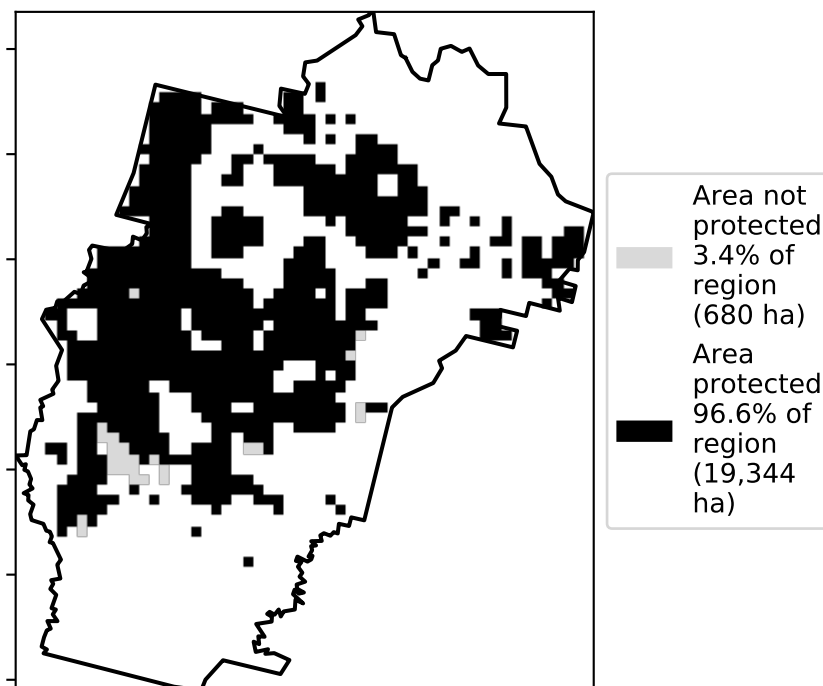 Area not
protected
3.4% of
region
(680 ha)
Area
protected
96.6% of
region
(19,344
ha)